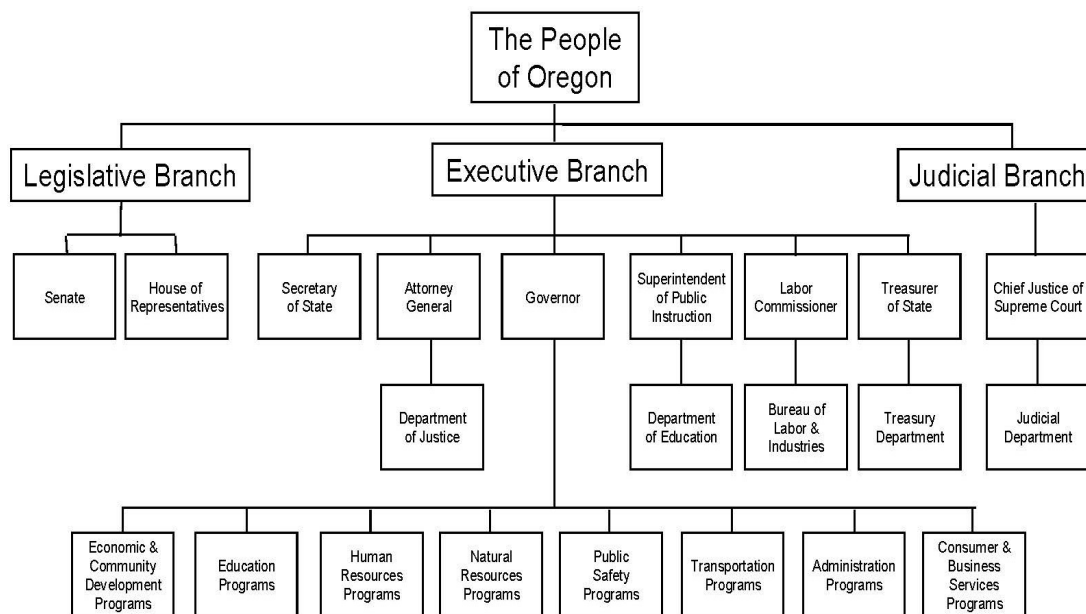 The People
of Oregon
Legislative Branch
Executive Branch
Judicial Branch
Senate
House of
Representatives
Secretary
of State
Attorney
General
Governor
Superintendent
of Public
Instruction
Labor
Commissioner
Treasurer
of State
Chief Justice of
Supreme Court
Department
of Justice
Department
of Education
Bureau of
Labor &
Industries
Treasury
Department
Judicial
Department
Economic &
Community
Development
Programs
Education
Programs
Human
Resources
Programs
Natural
Resources
Programs
Public
Safety
Programs
Transportation
Programs
Administration
Programs
Consumer &
Business
Services
Programs